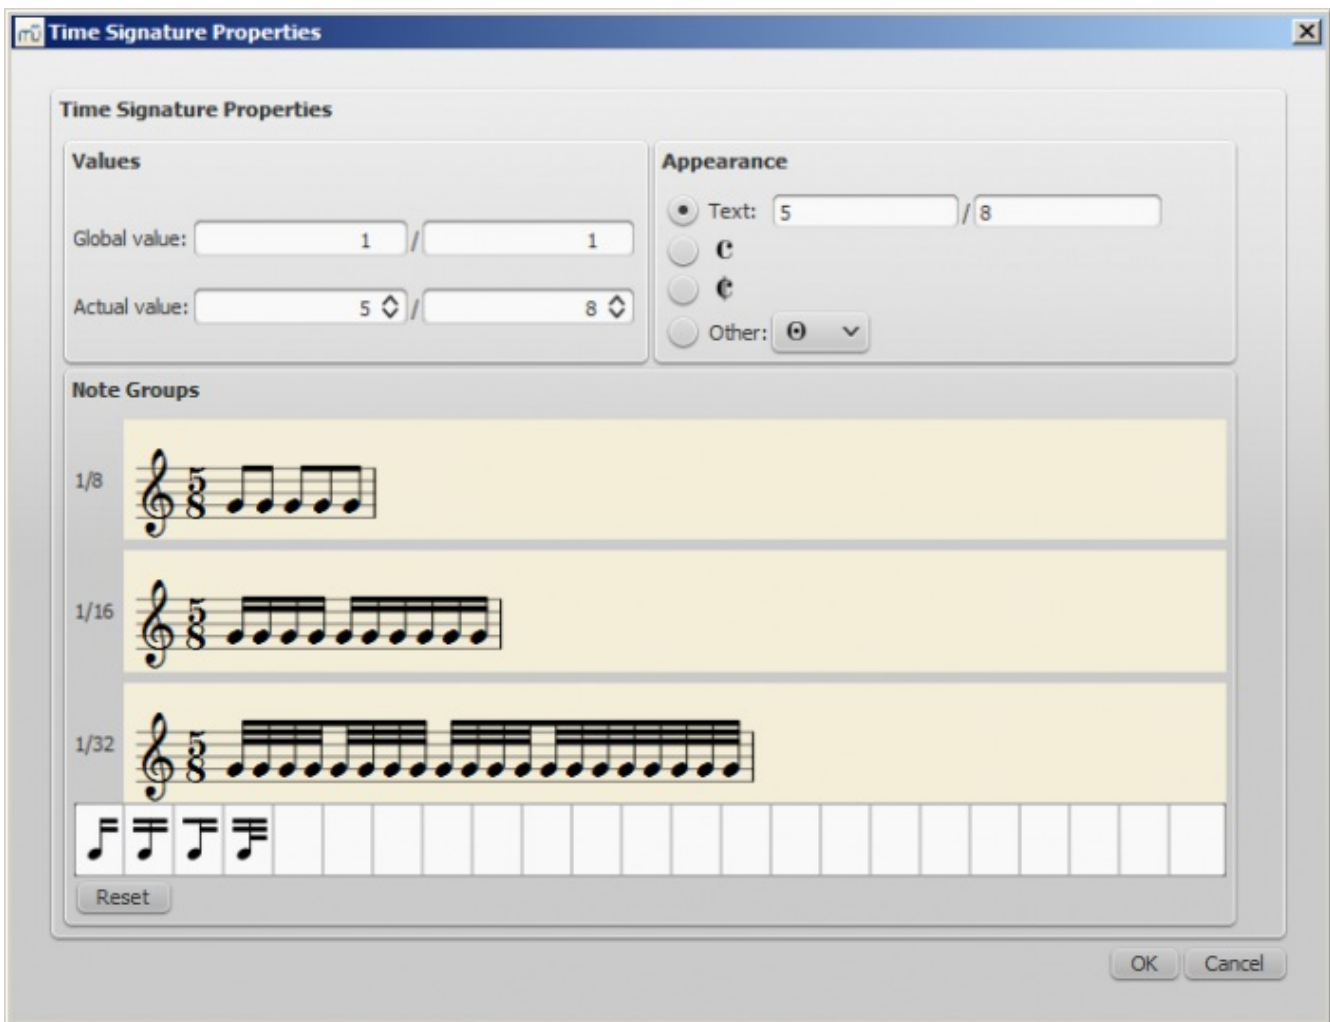 mū Time Signature Properties
Time Signature Properties
Values
Global value: 1 / 1
Actual value: 5 / 8
Appearance
Text: 5 / 8
Other:
Note Groups
1/8
5
8
1/16
5
8
1/32
5
8
Reset
OK Cancel